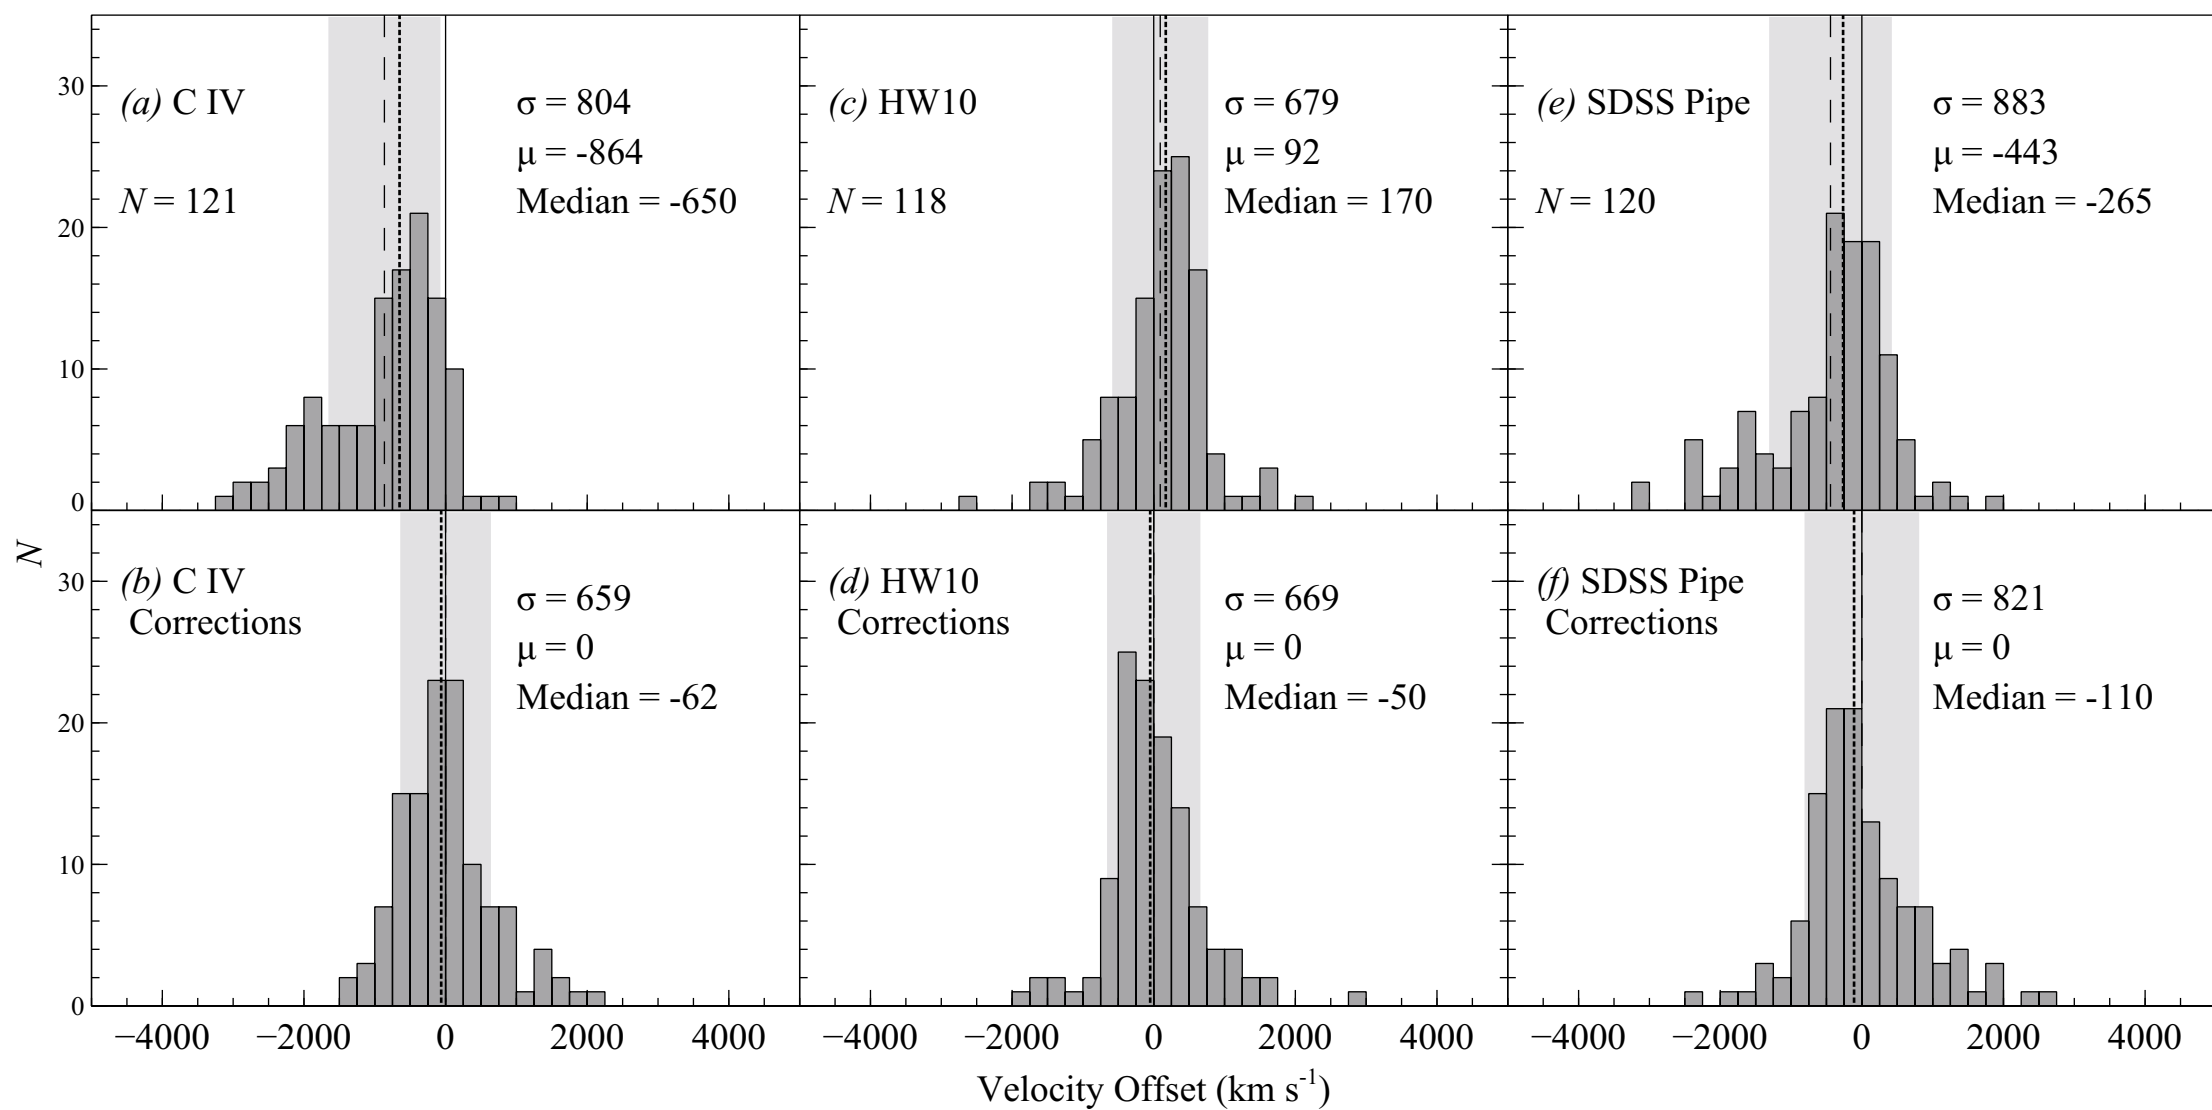 (a) C IV
N = 121
σ = 804
μ = -864
Median = -650
(c) HW10
N = 118
σ = 679
μ = 92
Median = 170
(e) SDSS Pipe
N = 120
σ = 883
μ = -443
Median = -265
30
20
10
0
(b) C IV
Corrections
σ = 659
μ = 0
Median = -62
(d) HW10
Corrections
σ = 669
μ = 0
Median = -50
(f) SDSS Pipe
Corrections
σ = 821
μ = 0
Median = -110
30
20
10
0
N
−4000 −2000 0 2000 4000
−4000 −2000 0 2000 4000
−4000 −2000 0 2000 4000
Velocity Offset (km s⁻¹)